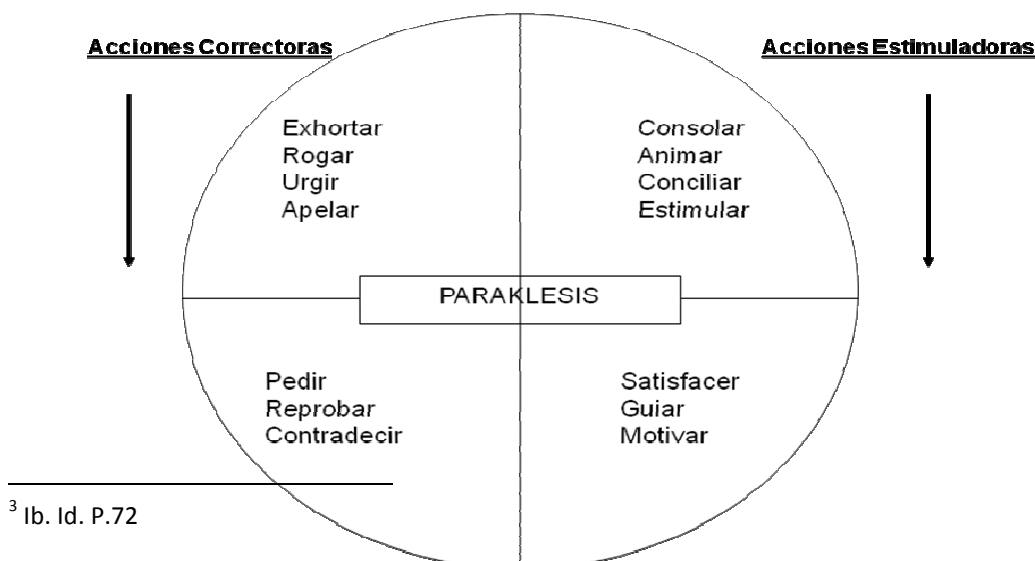 Acciones Correctoras
Acciones Estimuladoras
Exhortar
Rogar
Urgir
Apelar
Consolar
Animar
Conciliar
Estimular
PARAKLESIS
Pedir
Reprobar
Contradecir
Satisfacer
Guiar
Motivar
3 Ib. Id. P.72